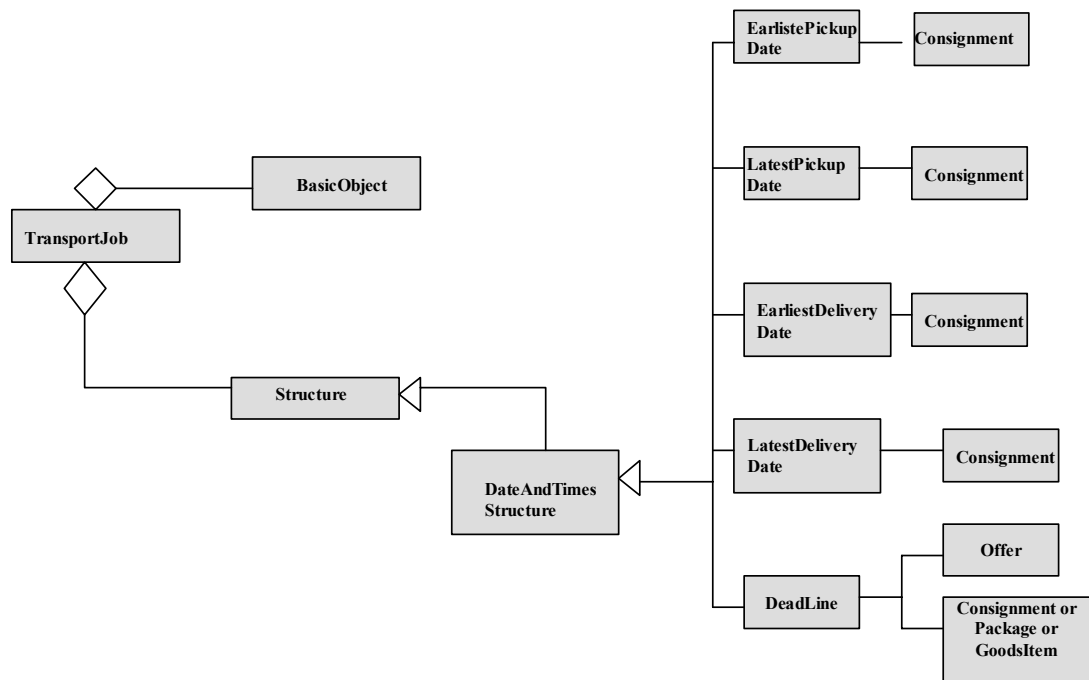 EarlistePickup
Date
Consignment
LatestPickup
Date
Consignment
BasicObject
TransportJob
EarliestDelivery
Date
Consignment
Structure
LatestDelivery
Date
Consignment
DateAndTimes
Structure
Offer
DeadLine
Consignment or
Package or
GoodsItem